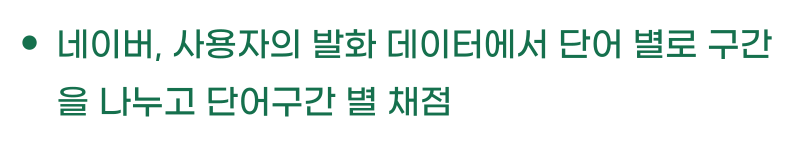 • 네이버, 사용자의 발화 데이터에서 단어 별로 구간
을 나누고 단어구간 별 채점